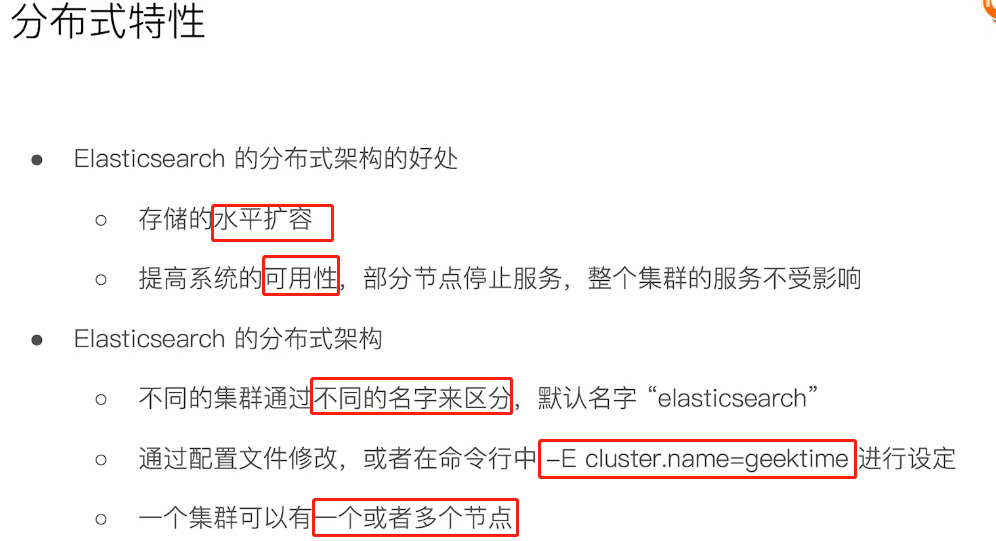 分布式特性
Elasticsearch 的分布式架构的好处
存储的水平扩容
提高系统的可用性，部分节点停止服务，整个集群的服务不受影响
Elasticsearch 的分布式架构
不同的集群通过不同的名字来区分，默认名字 “elasticsearch”
通过配置文件修改，或者在命令行中 -E cluster.name=geektime 进行设定
一个集群可以有一个或者多个节点